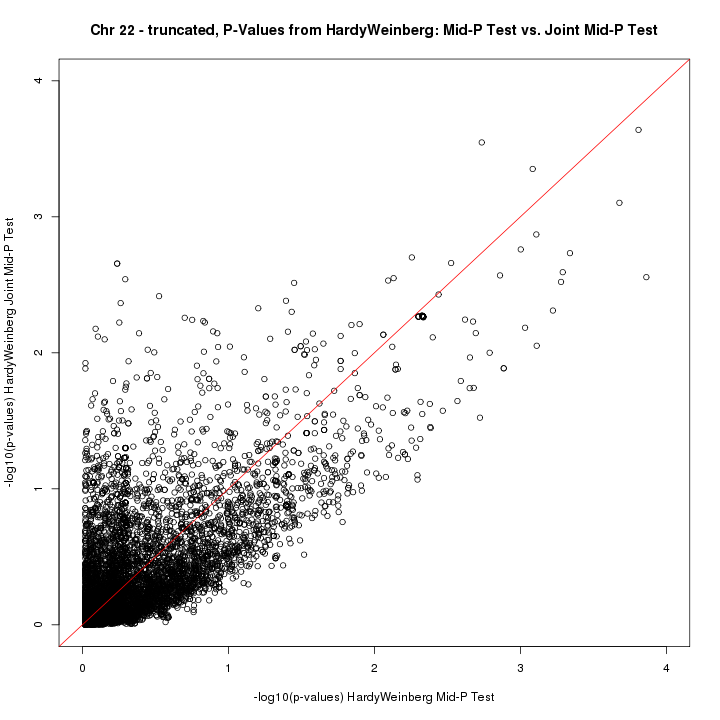 Chr 22 - truncated, P-Values from HardyWeinberg: Mid-P Test vs. Joint Mid-P Test
-log10(p-values) HardyWeinberg Joint Mid-P Test
4
3
2
1
0
0 1 2 3 4
-log10(p-values) HardyWeinberg Mid-P Test